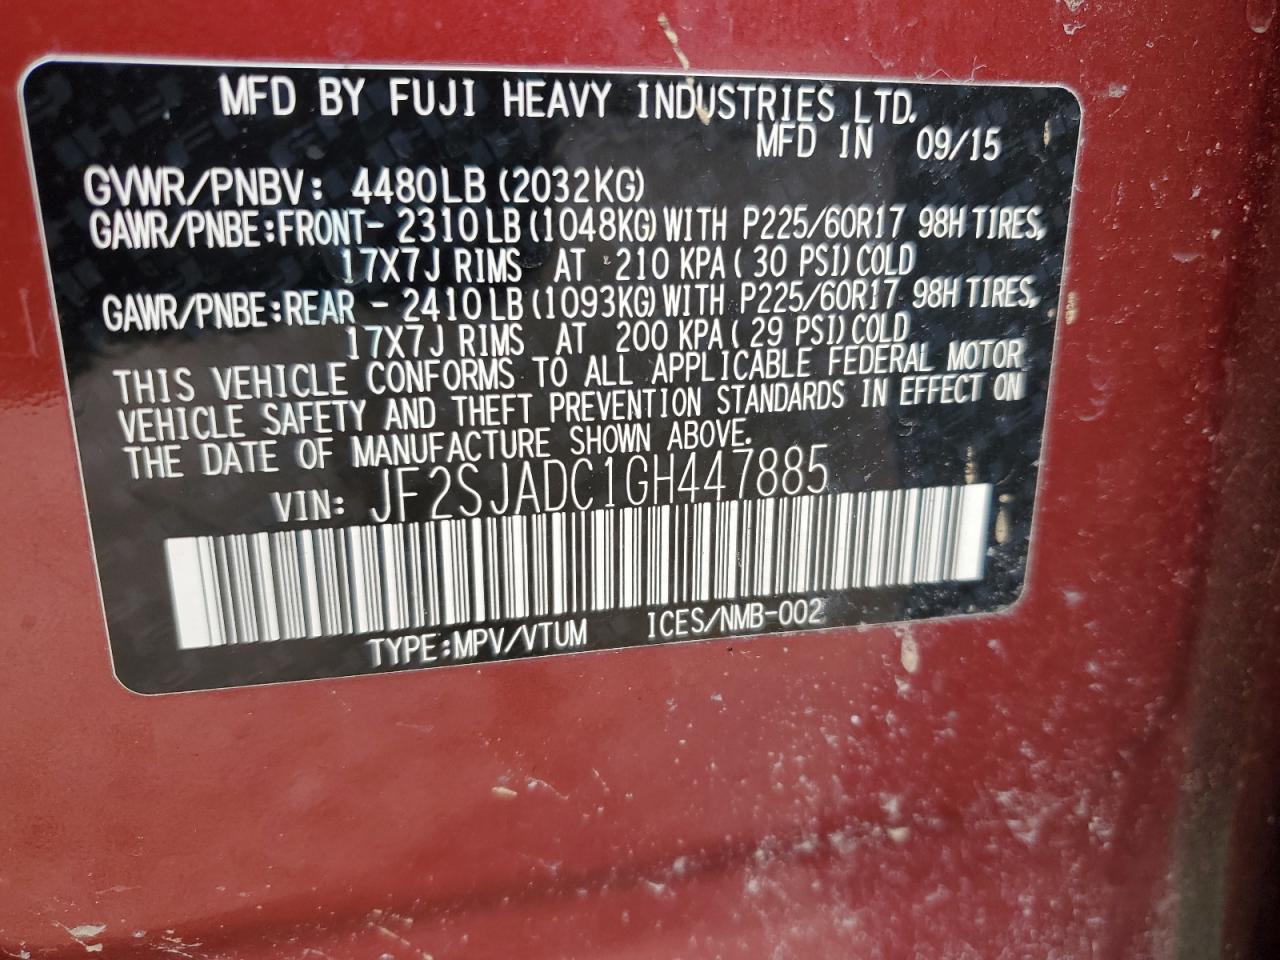 MFD BY FUJI HEAVY INDUSTRIES LTD.
MFD IN 09/15
GVWR/PNBV: 4480LB (2032KG)
GAWR/PNBE:FRONT- 2310LB (1048KG) WITH P225/60R17 98H TIRES,
17X7J RIMS AT 210 KPA ( 30 PSI) COLD
GAWR/PNBE:REAR - 2410LB (1093KG) WITH P225/60R17 98H TIRES,
17X7J RIMS AT 200 KPA ( 29 PSI) COLD
THIS VEHICLE CONFORMS TO ALL APPLICABLE FEDERAL MOTOR
VEHICLE SAFETY AND THEFT PREVENTION STANDARDS IN EFFECT ON
THE DATE OF MANUFACTURE SHOWN ABOVE.
VIN: JF2SJADC1GH447885
TYPE:MPV/VTUM ICES/NMB-002